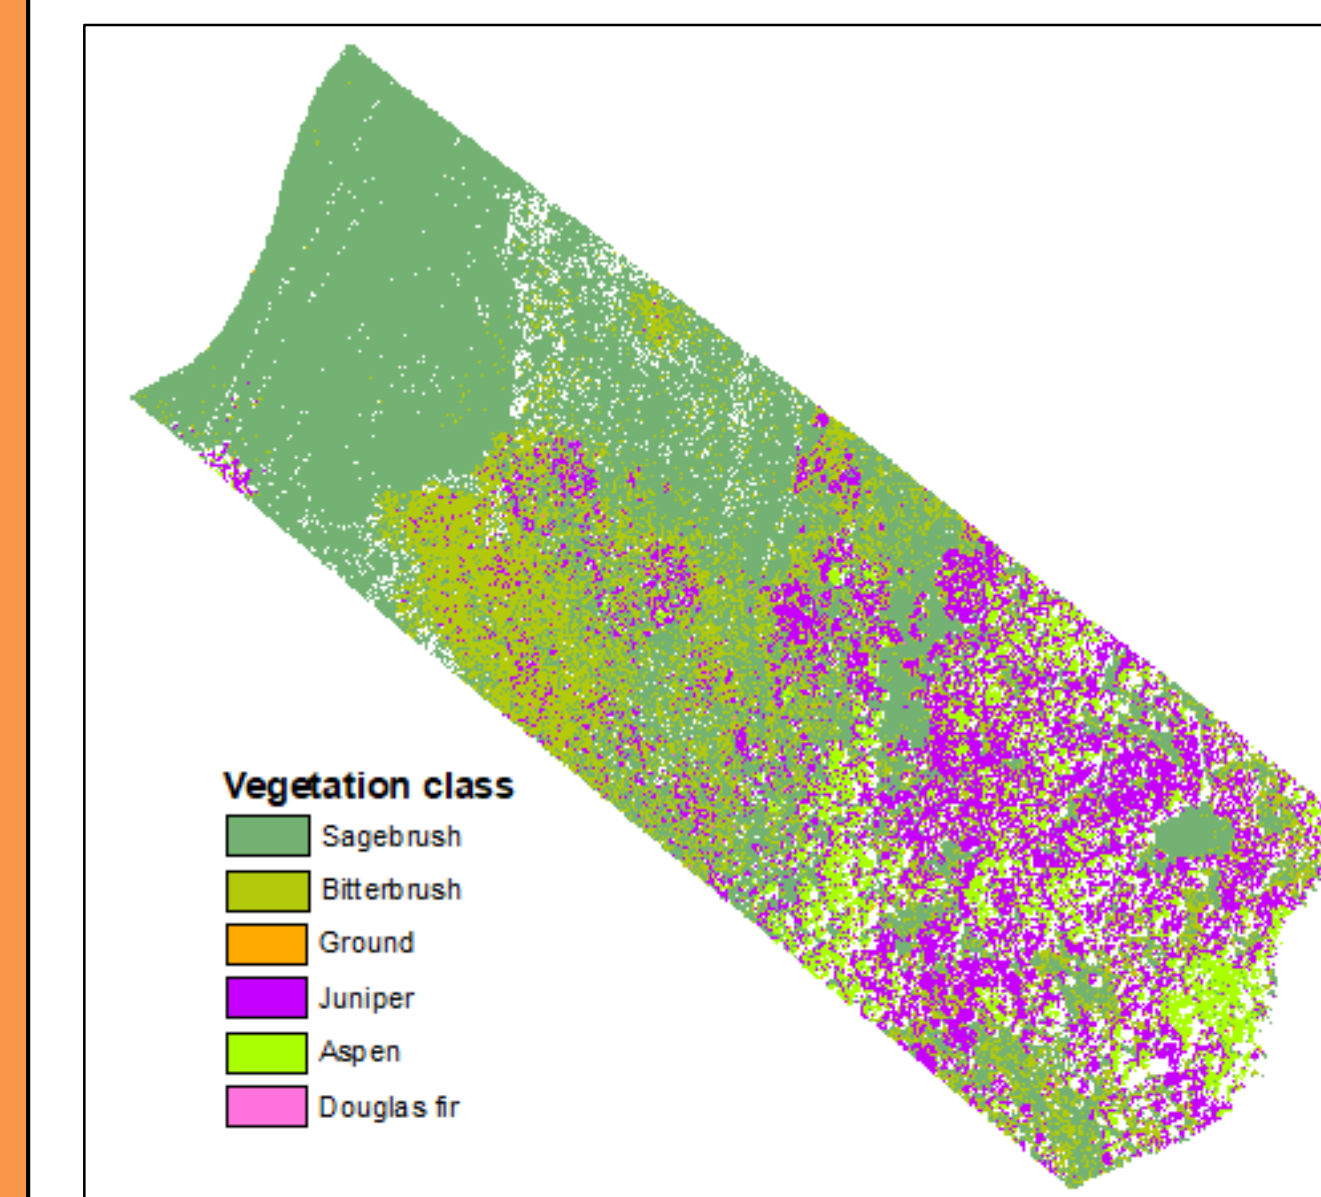 Vegetation class
Sagebrush
Bitterbrush
Ground
Juniper
Aspen
Douglas fir